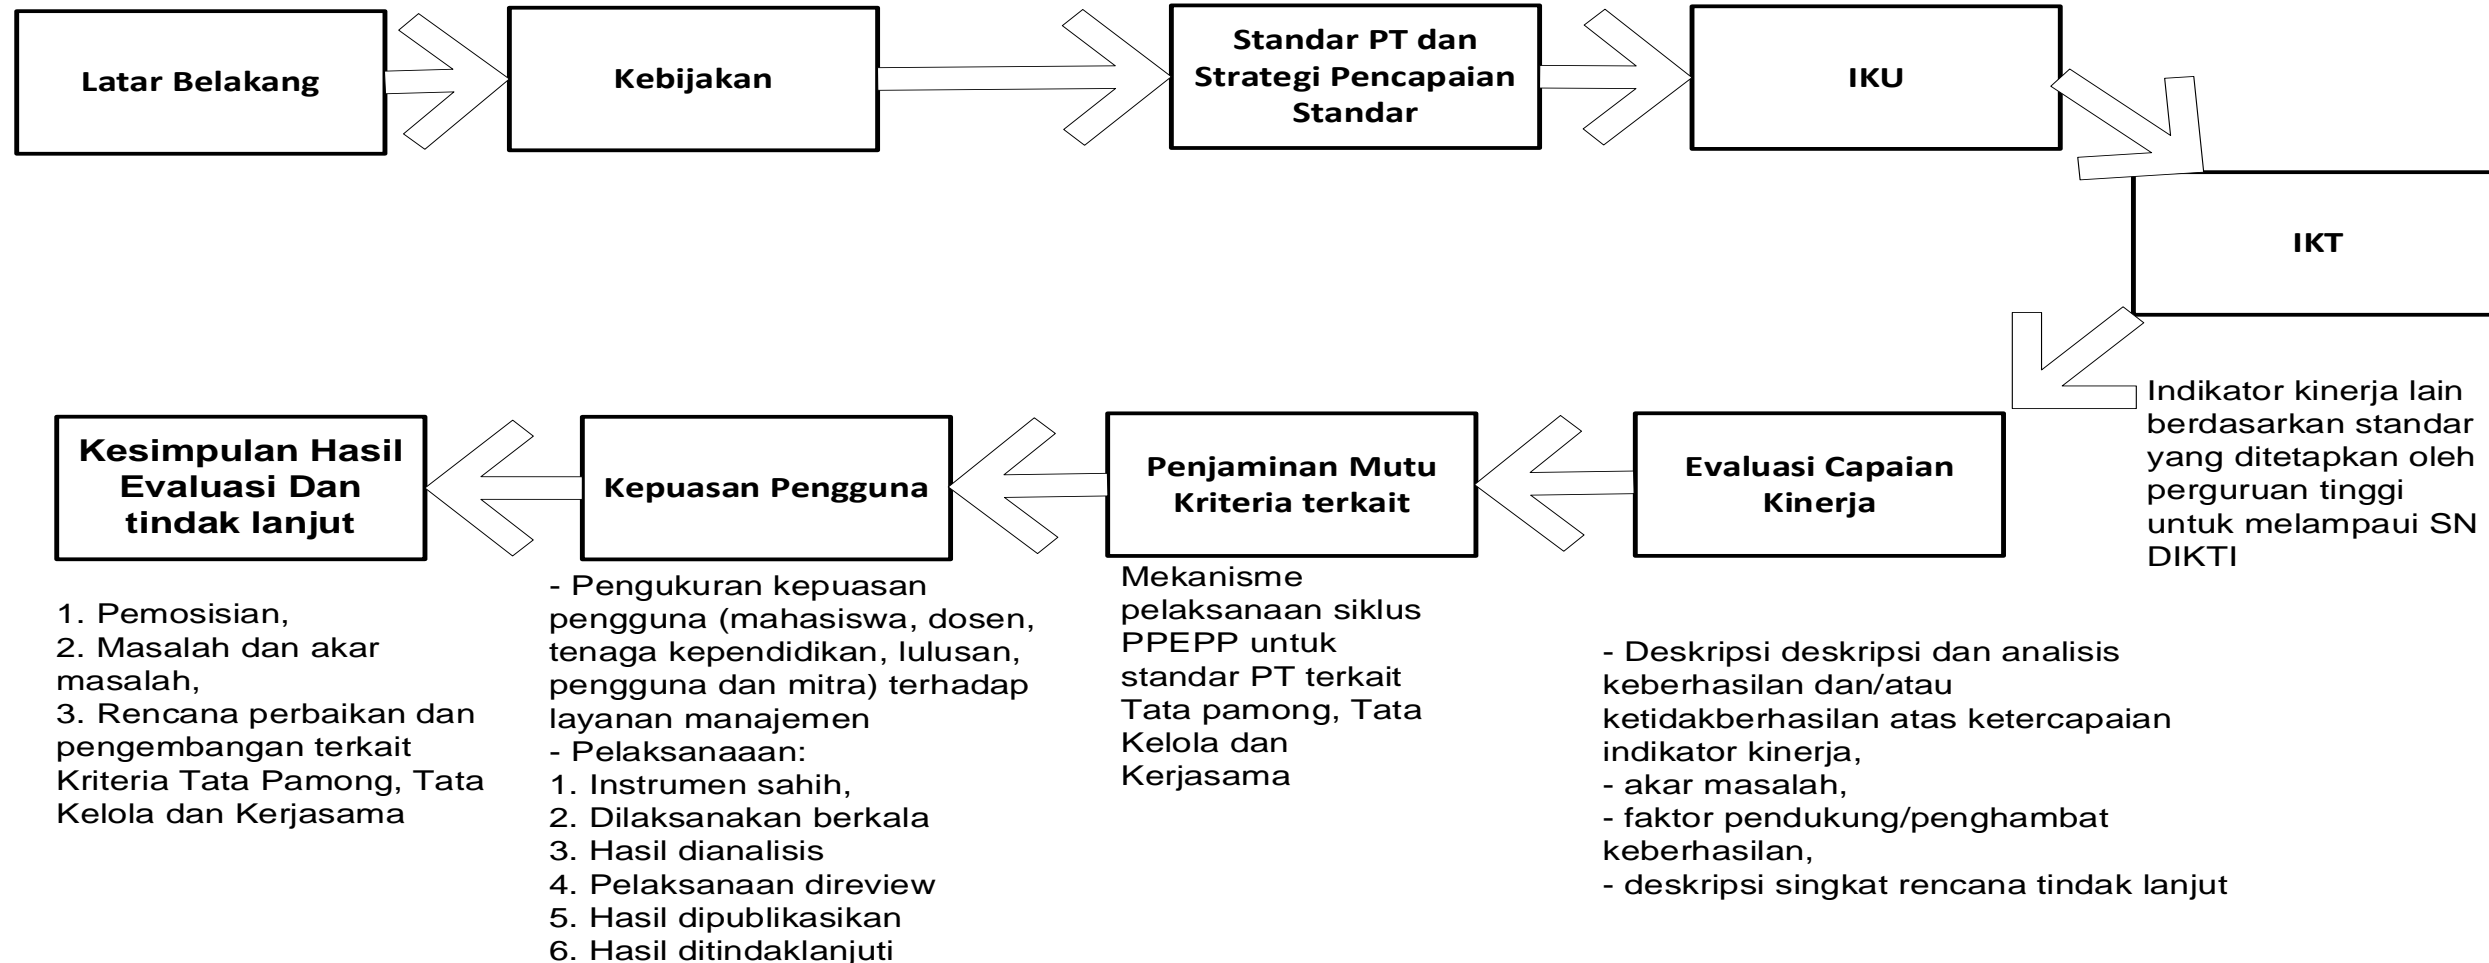 Latar Belakang
Kebijakan
Standar PT dan
Strategi Pencapaian
Standar
IKU
IKT
Indikator kinerja lain
berdasarkan standar
yang ditetapkan oleh
perguruan tinggi
untuk melampaui SN
DIKTI
Evaluasi Capaian
Kinerja
- Deskripsi deskripsi dan analisis
keberhasilan dan/atau
ketidakberhasilan atas ketercapaian
indikator kinerja,
- akar masalah,
- faktor pendukung/penghambat
keberhasilan,
- deskripsi singkat rencana tindak lanjut
Penjaminan Mutu
Kriteria terkait
Mekanisme
pelaksanaan siklus
PPEPP untuk
standar PT terkait
Tata pamong, Tata
Kelola dan
Kerjasama
Kepuasan Pengguna
- Pengukuran kepuasan
pengguna (mahasiswa, dosen,
tenaga kependidikan, lulusan,
pengguna dan mitra) terhadap
layanan manajemen
- Pelaksanaaan:
1. Instrumen sahih,
2. Dilaksanakan berkala
3. Hasil dianalisis
4. Pelaksanaan direview
5. Hasil dipublikasikan
6. Hasil ditindaklanjuti
Kesimpulan Hasil
Evaluasi Dan
tindak lanjut
1. Pemosisian,
2. Masalah dan akar
masalah,
3. Rencana perbaikan dan
pengembangan terkait
Kriteria Tata Pamong, Tata
Kelola dan Kerjasama